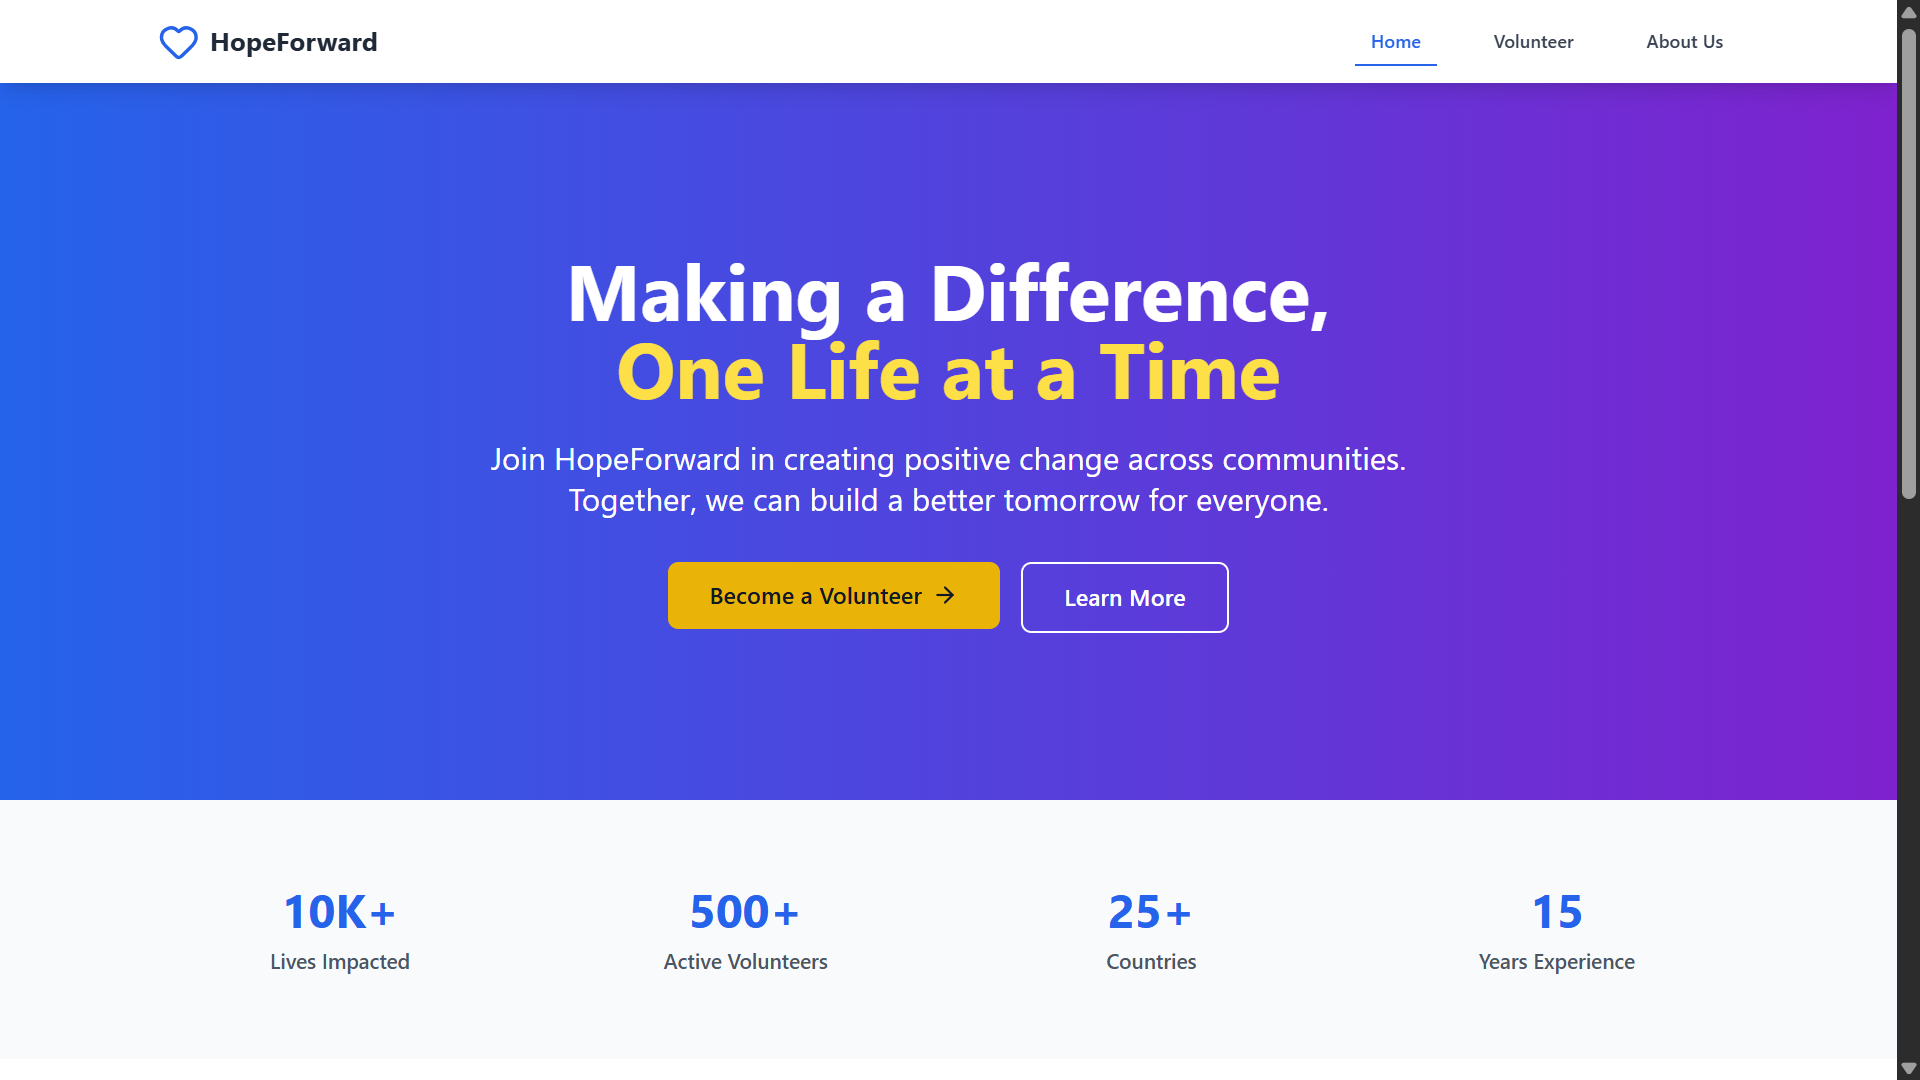 HopeForward
Home
Volunteer
About Us
Making a Difference,
One Life at a Time
Join HopeForward in creating positive change across communities.
Together, we can build a better tomorrow for everyone.
Become a Volunteer →
Learn More
10K+
Lives Impacted
500+
Active Volunteers
25+
Countries
15
Years Experience